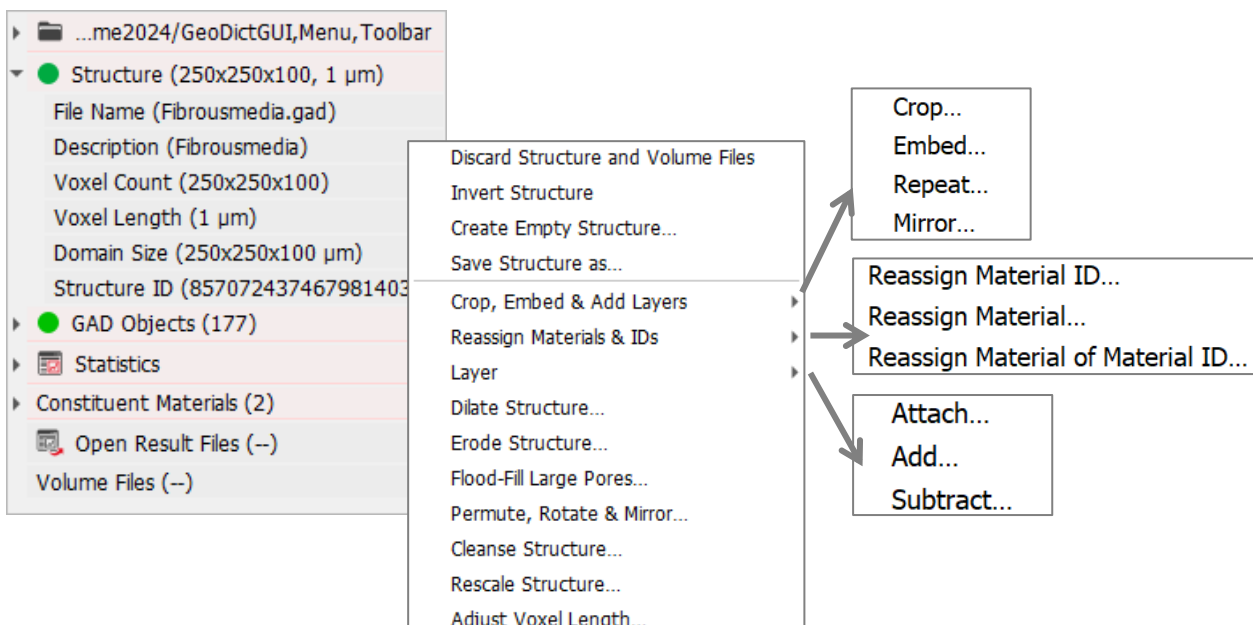 ...me2024/GeoDictGUI,Menu,Toolbar
Structure (250x250x100, 1 µm)
File Name (Fibrousmedia.gad)
Description (Fibrousmedia)
Voxel Count (250x250x100)
Voxel Length (1 µm)
Domain Size (250x250x100 µm)
Structure ID (857072437467981403
GAD Objects (177)
Statistics
Constituent Materials (2)
Open Result Files (--)
Volume Files (--)
Discard Structure and Volume Files
Invert Structure
Create Empty Structure...
Save Structure as...
Crop, Embed & Add Layers
Reassign Materials & IDs
Layer
Dilate Structure...
Erode Structure...
Flood-Fill Large Pores...
Permute, Rotate & Mirror...
Cleanse Structure...
Rescale Structure...
Adjust Voxel Length...
Crop...
Embed...
Repeat...
Mirror...
Reassign Material ID...
Reassign Material...
Reassign Material of Material ID...
Attach...
Add...
Subtract...